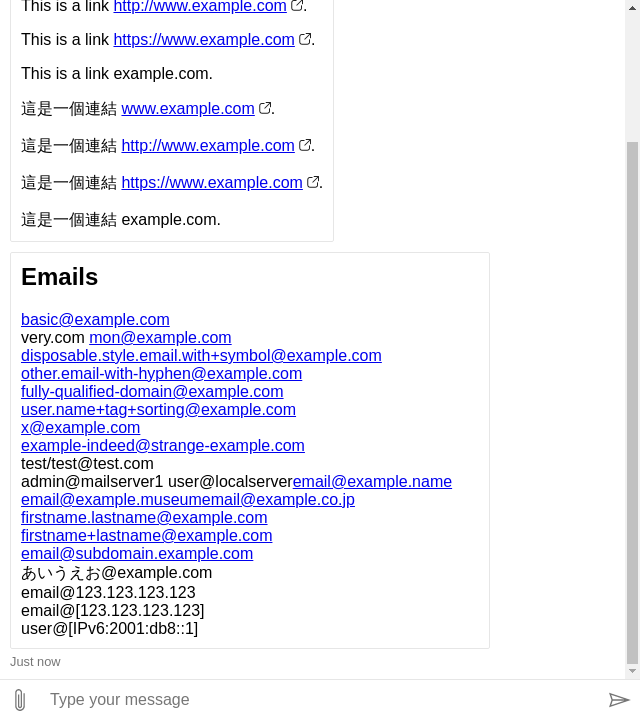 This is a link http://www.example.com.
This is a link https://www.example.com.
This is a link example.com.
這是一個連結 www.example.com.
這是一個連結 http://www.example.com.
這是一個連結 https://www.example.com.
這是一個連結 example.com.
Emails
basic@example.com
very.com mon@example.com
disposable.style.email.with+symbol@example.com
other.email-with-hyphen@example.com
fully-qualified-domain@example.com
user.name+tag+sorting@example.com
x@example.com
example-indeed@strange-example.com
test/test@test.com
admin@mailserver1 user@localserveremail@example.name
email@example.museumemail@example.co.jp
firstname.lastname@example.com
firstname+lastname@example.com
email@subdomain.example.com
あいうえお@example.com
email@123.123.123.123
email@[123.123.123.123]
user@[IPv6:2001:db8::1]
Just now
Type your message